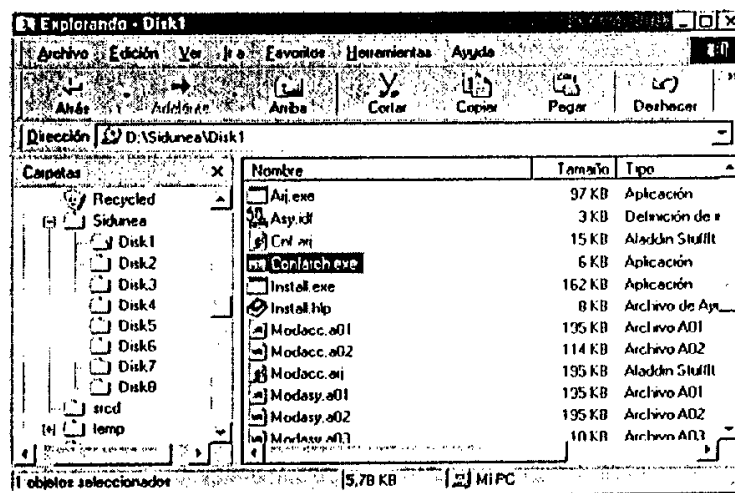 Explorando - Disk1
Archivo Edición Ver Ir a Favoritos Herramientas Ayuda
Atrás Adelante Arriba Cortar Copiar Pegar Deshacer
Dirección D:\Sidunea\Disk1
Carpetas
Recycled
Sidunea
Disk1
Disk2
Disk3
Disk4
Disk5
Disk6
Disk7
Disk8
srcd
temp
Nombre Tamaño Tipo
Arj.exe 97 KB Aplicación
Asy.idf 3 KB Definición de
Cnf.arj 15 KB Aladdin StuffIt
Confarch.exe 6 KB Aplicación
Install.exe 162 KB Aplicación
Install.hlp 8 KB Archivo de Ay
Modacc.a01 195 KB Archivo A01
Modacc.a02 114 KB Archivo A02
Modacc.arj 195 KB Aladdin StuffIt
Modasy.a01 195 KB Archivo A01
Modasy.a02 195 KB Archivo A02
Modasy.a03 10 KB Archivo A03
1 objetos seleccionados 5,78 KB Mi PC